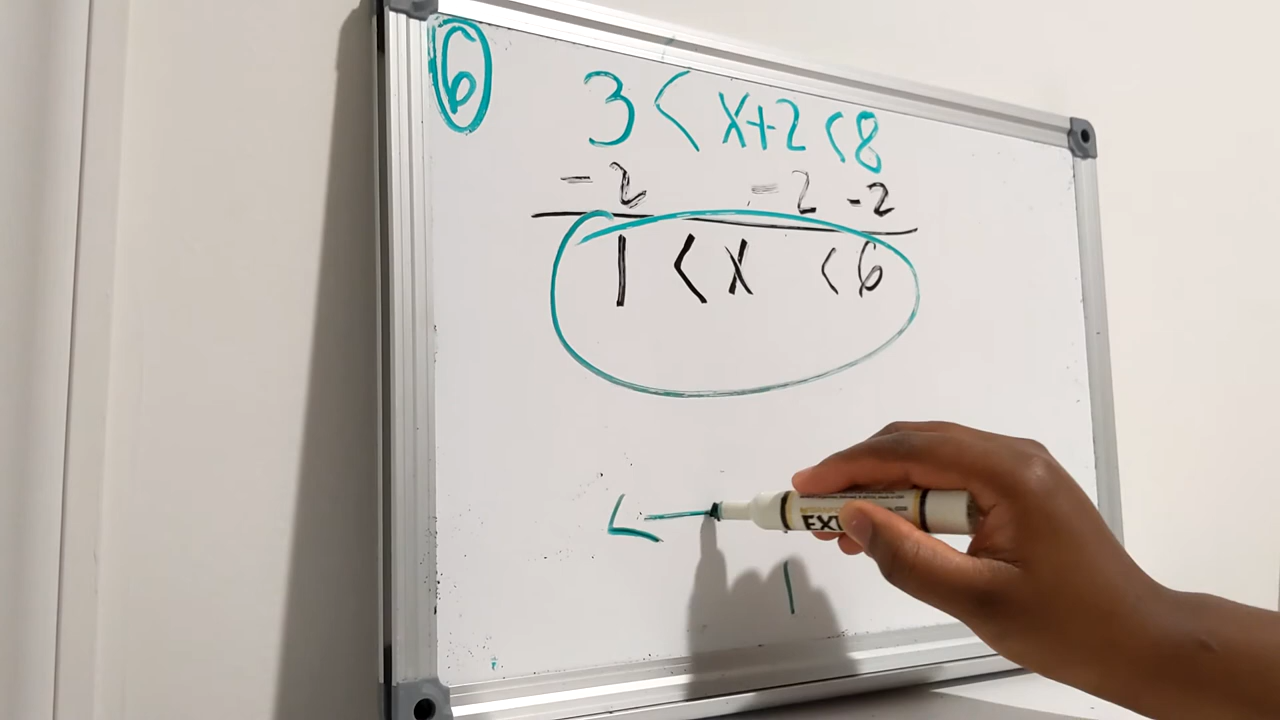 6
3 < x+2 < 8
-2 -2 -2
1 < x < 6
1